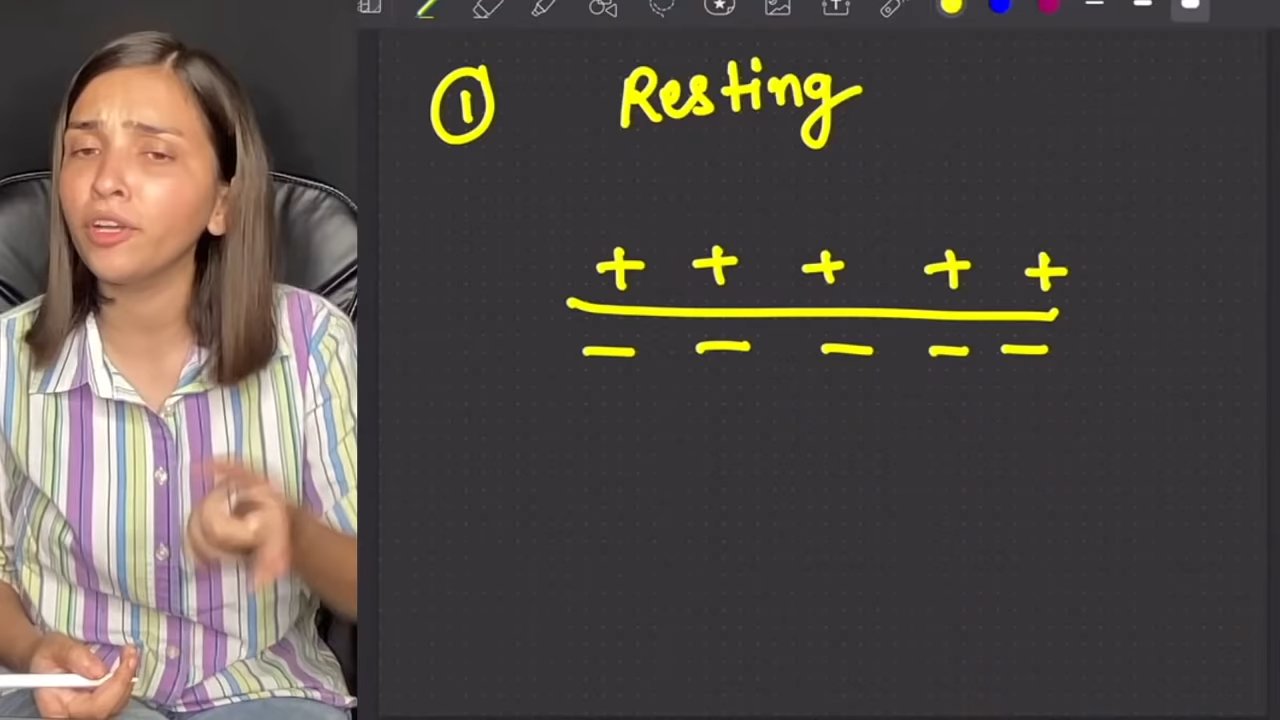 ① Resting
+ + + + +
− − − − −